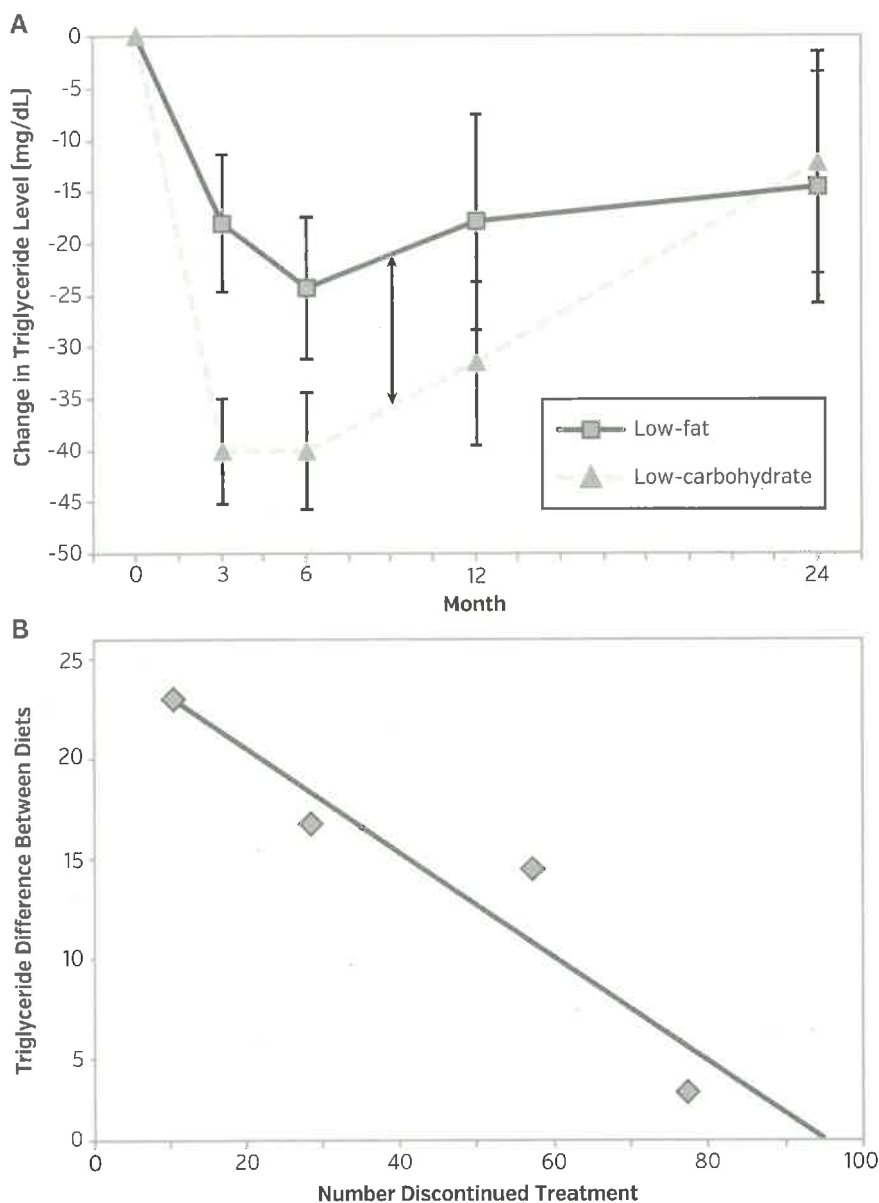 A
Change in Triglyceride Level [mg/dL]
0
-5
-10
-15
-20
-25
-30
-35
-40
-45
-50
0 3 6 12 24
Month
Low-fat
Low-carbohydrate
B
Triglyceride Difference Between Diets
25
20
15
10
5
0
0 20 40 60 80 100
Number Discontinued Treatment